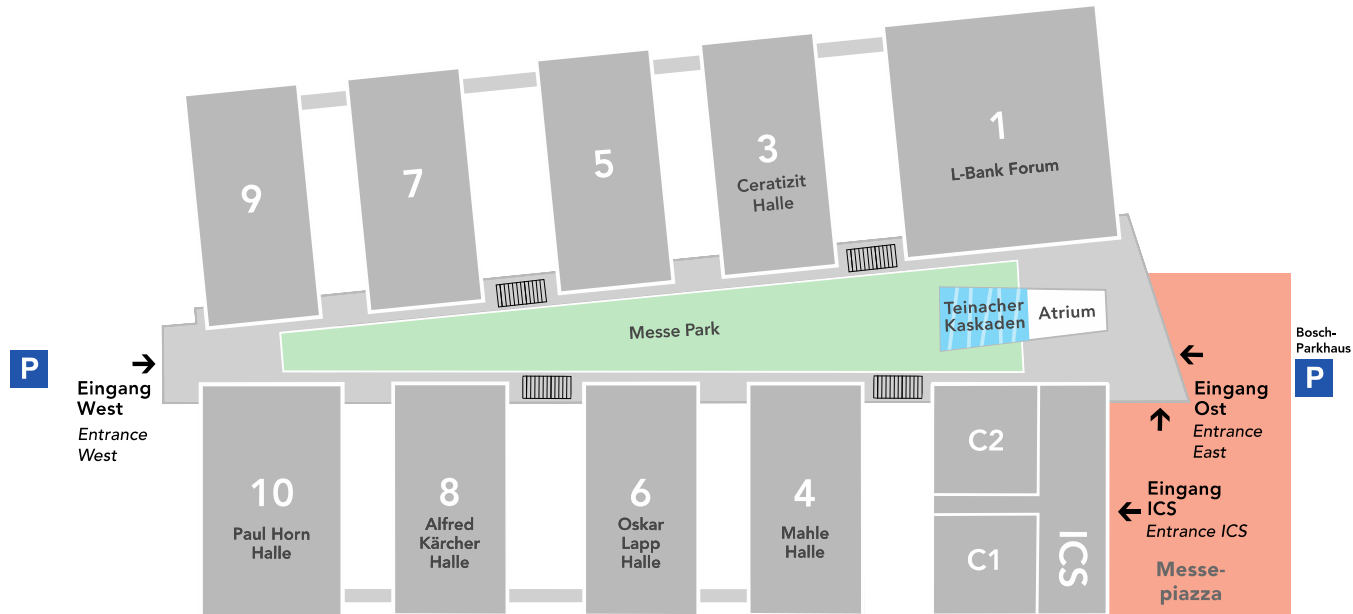 1
L-Bank Forum
3
Ceratizit
Halle
5
7
9
Messe Park
Teinacher
Kaskaden
Atrium
P
Eingang
West
Entrance
West
Bosch-
Parkhaus
P
Eingang
Ost
Entrance
East
10
Paul Horn
Halle
8
Alfred
Kärcher
Halle
6
Oskar
Lapp
Halle
4
Mahle
Halle
C2
C1
ICS
Eingang
ICS
Entrance ICS
Messe-
piazza